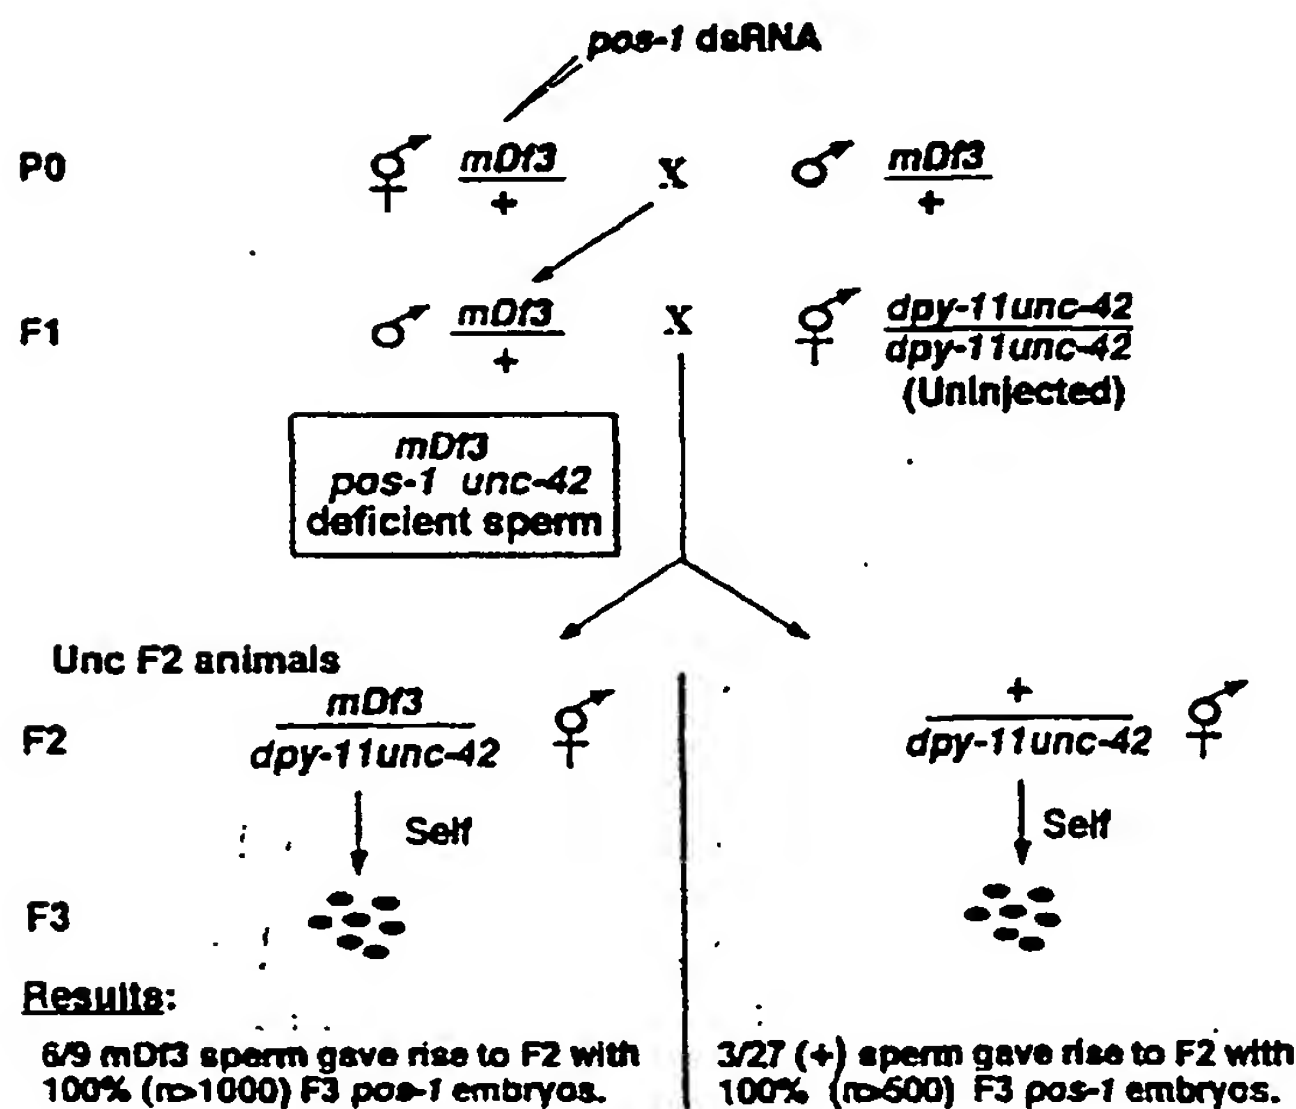 pos-1 dsRNA
P0 mDf3 X mDf3
+ +
F1 mDf3 X dpy-11unc-42
+ dpy-11unc-42
(Uninjected)
mDf3
pos-1 unc-42
deficient sperm
Unc F2 animals
F2 mDf3 +
dpy-11unc-42 dpy-11unc-42
Self Self
F3
Results:
6/9 mDf3 sperm gave rise to F2 with
100% (n>1000) F3 pos-1 embryos.
3/27 (+) sperm gave rise to F2 with
100% (n>500) F3 pos-1 embryos.